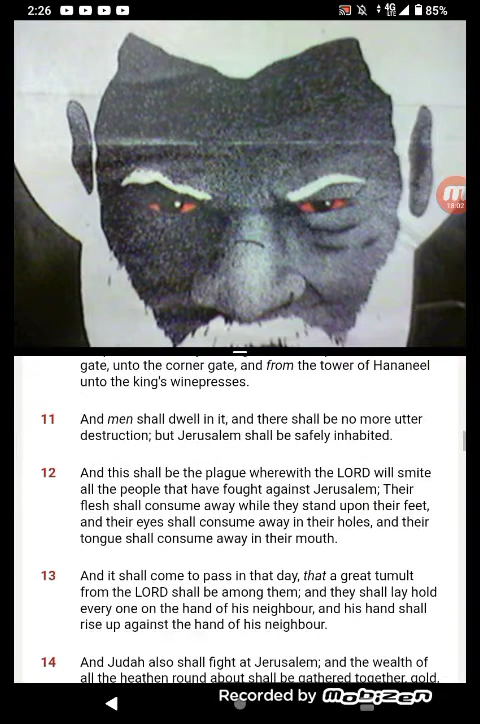 2:26
4G
LTE
85%
18:02
gate, unto the corner gate, and from the tower of Hananeel
unto the king's winepresses.
11 And men shall dwell in it, and there shall be no more utter
destruction; but Jerusalem shall be safely inhabited.
12 And this shall be the plague wherewith the LORD will smite
all the people that have fought against Jerusalem; Their
flesh shall consume away while they stand upon their feet,
and their eyes shall consume away in their holes, and their
tongue shall consume away in their mouth.
13 And it shall come to pass in that day, that a great tumult
from the LORD shall be among them; and they shall lay hold
every one on the hand of his neighbour, and his hand shall
rise up against the hand of his neighbour.
14 And Judah also shall fight at Jerusalem; and the wealth of
all the heathen round about shall be gathered together, gold,
Recorded by Mobizen